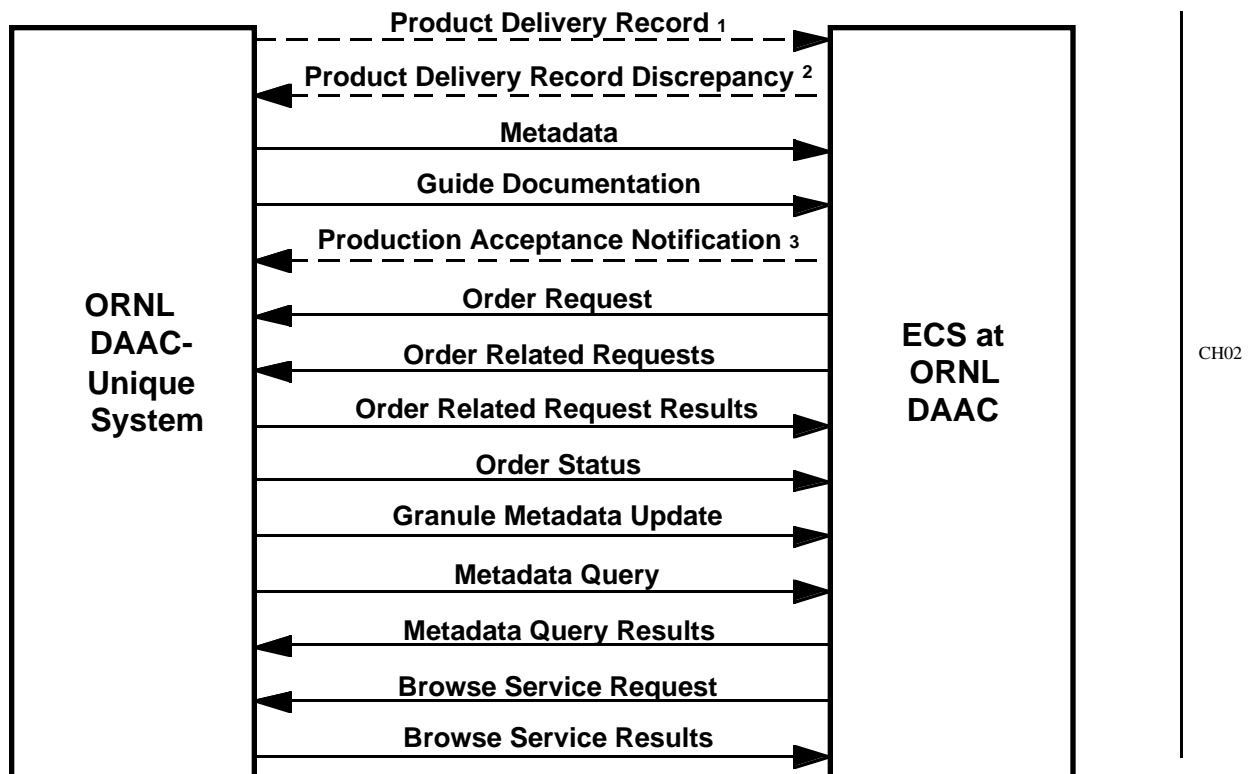 Product Delivery Record 1
Product Delivery Record Discrepancy 2
Metadata
Guide Documentation
Production Acceptance Notification 3
Order Request
Order Related Requests
Order Related Request Results
Order Status
Granule Metadata Update
Metadata Query
Metadata Query Results
Browse Service Request
Browse Service Results
ORNL
DAAC-
Unique
System
ECS at
ORNL
DAAC
CH02